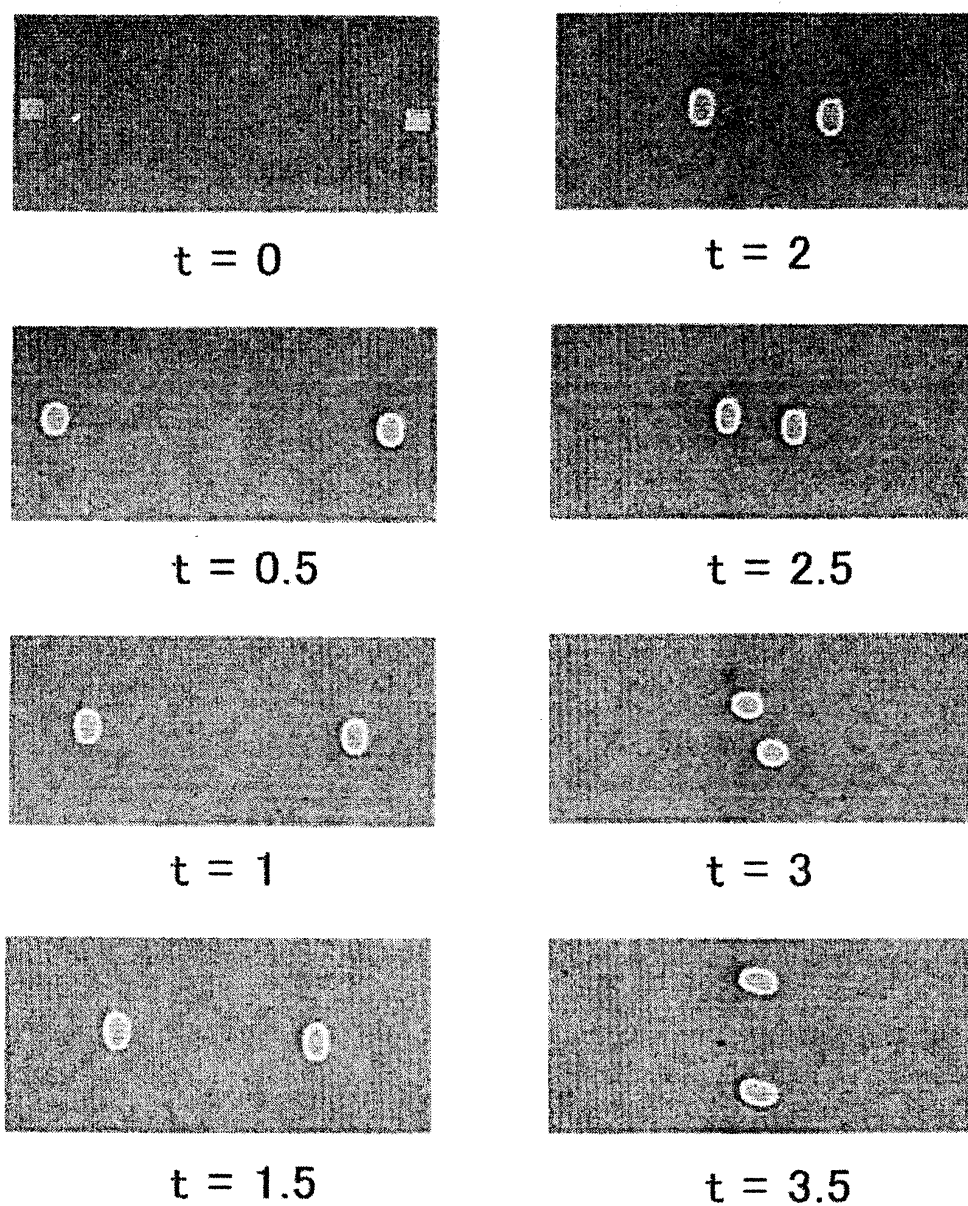 t = 0
t = 2
t = 0.5
t = 2.5
t = 1
t = 3
t = 1.5
t = 3.5